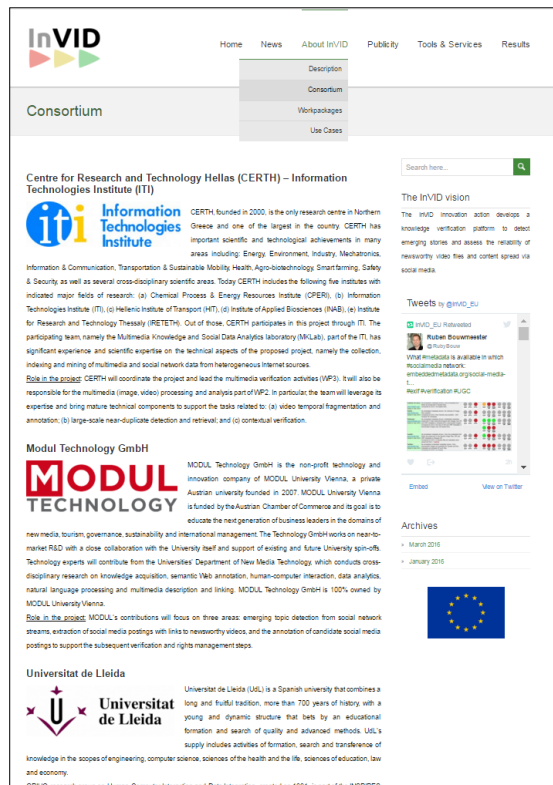 InVID
Home News About InVID Publicity Tools & Services Results
Description
Consortium
Workpackages
Use Cases
Consortium
Centre for Research and Technology Hellas (CERTH) – Information
Technologies Institute (ITI)
iti Information
Technologies
Institute
CERTH, founded in 2000, is the only research centre in Northern
Greece and one of the largest in the country. CERTH has
important scientific and technological achievements in many
areas including: Energy, Environment, Industry, Mechatronics,
Information & Communication, Transportation & Sustainable Mobility, Health, Agro-biotechnology, Smart farming, Safety
& Security, as well as several cross-disciplinary scientific areas. Today CERTH includes the following five institutes with
indicated major fields of research: (a) Chemical Process & Energy Resources Institute (CPERI), (b) Information
Technologies Institute (ITI), (c) Hellenic Institute of Transport (HIT), (d) Institute of Applied Biosciences (INAB), (e) Institute
for Research and Technology Thessaly (IRETETH). Out of those, CERTH participates in this project through ITI. The
participating team, namely the Multimedia Knowledge and Social Data Analytics laboratory (MKLab), part of the ITI, has
significant experience and scientific expertise on the technical aspects of the proposed project, namely the collection,
indexing and mining of multimedia and social network data from heterogeneous Internet sources.
Role in the project: CERTH will coordinate the project and lead the multimedia verification activities (WP3). It will also be
responsible for the multimedia (image, video) processing and analysis part of WP2. In particular, the team will leverage its
expertise and bring mature technical components to support the tasks related to: (a) video temporal fragmentation and
annotation; (b) large-scale near-duplicate detection and retrieval; and (c) contextual verification.
Modul Technology GmbH
MODUL
TECHNOLOGY
MODUL Technology GmbH is the non-profit technology and
innovation company of MODUL University Vienna, a private
Austrian university founded in 2007. MODUL University Vienna
is funded by the Austrian Chamber of Commerce and its goal is to
educate the next generation of business leaders in the domains of
new media, tourism, governance, sustainability and international management. The Technology GmbH works on near-to-
market R&D with a close collaboration with the University itself and support of existing and future University spin-offs.
Technology experts will contribute from the Universities' Department of New Media Technology, which conducts cross-
disciplinary research on knowledge acquisition, semantic Web annotation, human-computer interaction, data analytics,
natural language processing and multimedia description and linking. MODUL Technology GmbH is 100% owned by
MODUL University Vienna.
Role in the project: MODUL's contributions will focus on three areas: emerging topic detection from social network
streams, extraction of social media postings with links to newsworthy videos, and the annotation of candidate social media
postings to support the subsequent verification and rights management steps.
Universitat de Lleida
Universitat
de Lleida
Universitat de Lleida (UdL) is a Spanish university that combines a
long and fruitful tradition, more than 700 years of history, with a
young and dynamic structure that bets by an educational
formation and search of quality and advanced methods. UdL's
supply includes activities of formation, search and transference of
knowledge in the scopes of engineering, computer science, sciences of the health and the life, sciences of education, law
and economy.
Search here...
The InVID vision
The InVID innovation action develops a
knowledge verification platform to detect
emerging stories and assess the reliability of
newsworthy video files and content spread via
social media.
Tweets by @InVID_EU
InVID_EU Retweeted
Ruben Bouwmeester
@RubyBouw
What #metadata is available in which
#socialmedia network:
embeddedmetadata.org/social-media-
t...
#exif #verification #UGC
Embed View on Twitter
Archives
March 2016
January 2016